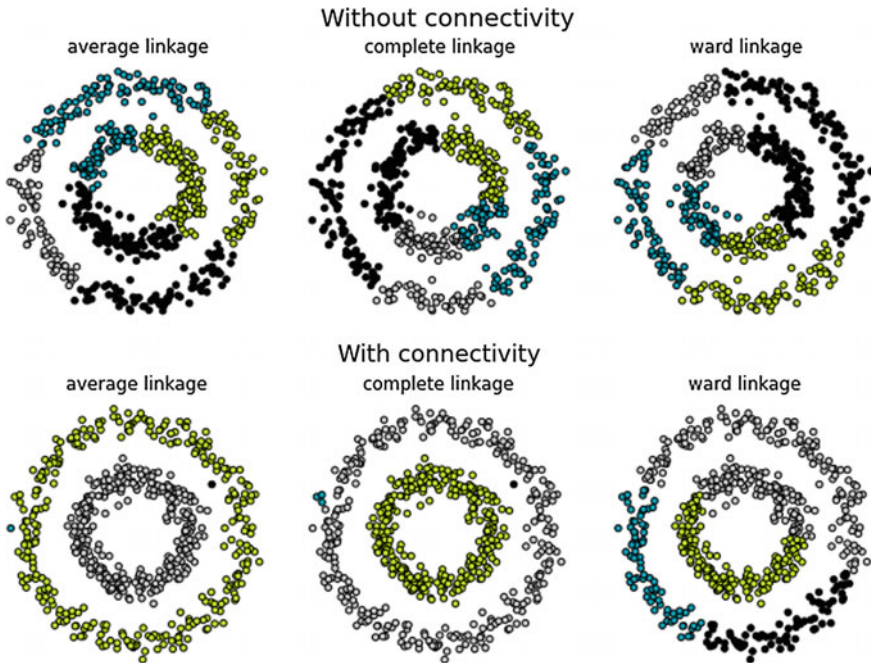 Without connectivity
average linkage
complete linkage
ward linkage
With connectivity
average linkage
complete linkage
ward linkage